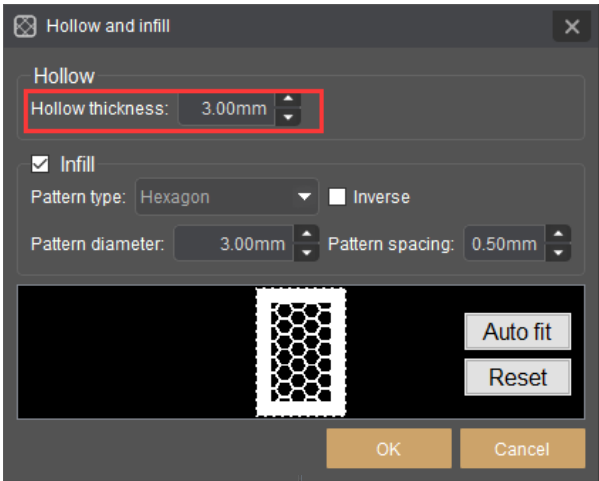 Hollow and infill
Hollow
Hollow thickness: 3.00mm
Infill
Pattern type: Hexagon Inverse
Pattern diameter: 3.00mm Pattern spacing: 0.50mm
Auto fit
Reset
OK Cancel